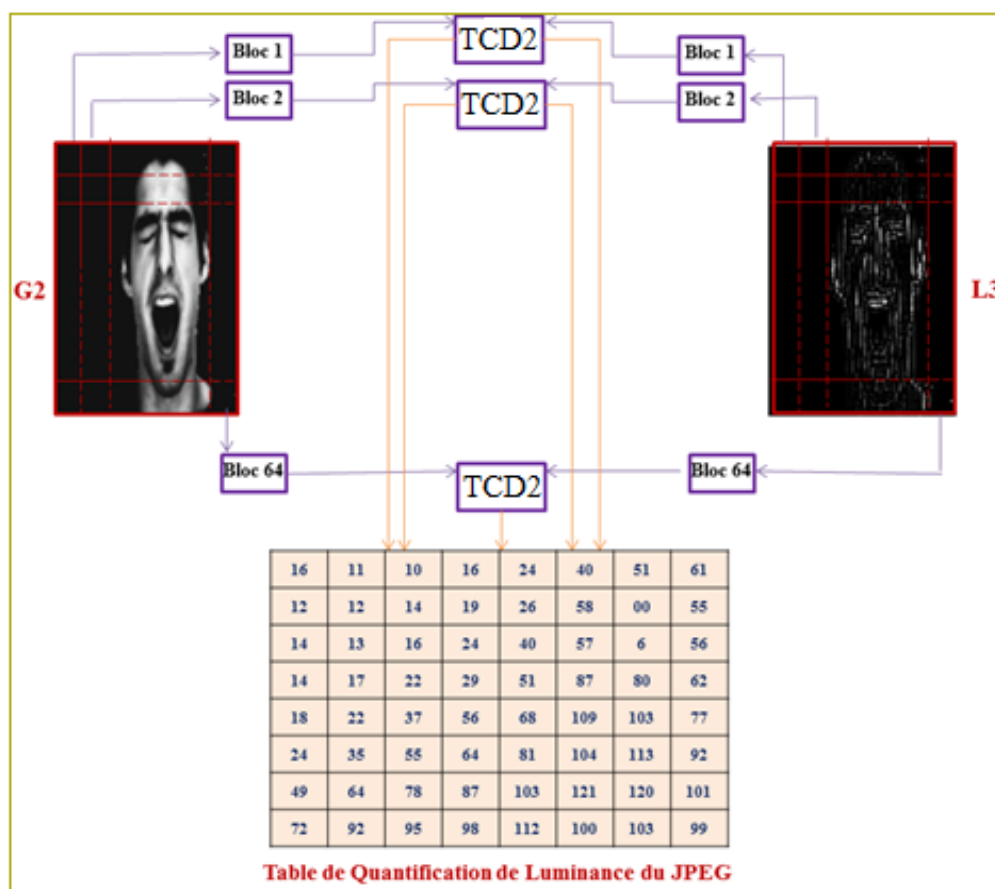 Bloc 1 TCD2 Bloc 1
Bloc 2 TCD2 Bloc 2
G2 L3
Bloc 64 TCD2 Bloc 64
16 11 10 16 24 40 51 61
12 12 14 19 26 58 00 55
14 13 16 24 40 57 6 56
14 17 22 29 51 87 80 62
18 22 37 56 68 109 103 77
24 35 55 64 81 104 113 92
49 64 78 87 103 121 120 101
72 92 95 98 112 100 103 99
Table de Quantification de Luminance du JPEG